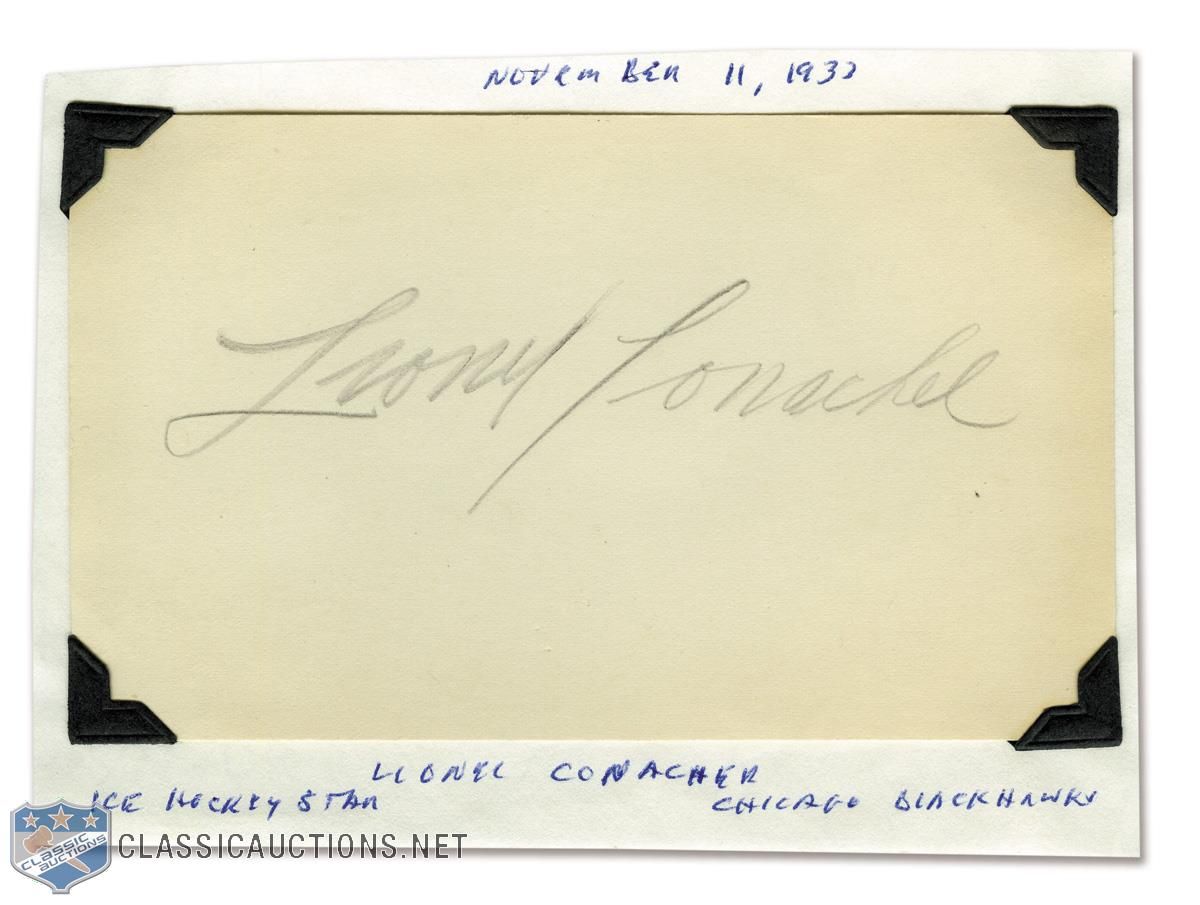 NOVEMBER 11, 1933
Lionel Conacher
LIONEL CONACHER
ICE HOCKEY STAR CHICAGO BLACKHAWKS
CLASSIC AUCTIONS
CLASSICAUCTIONS.NET